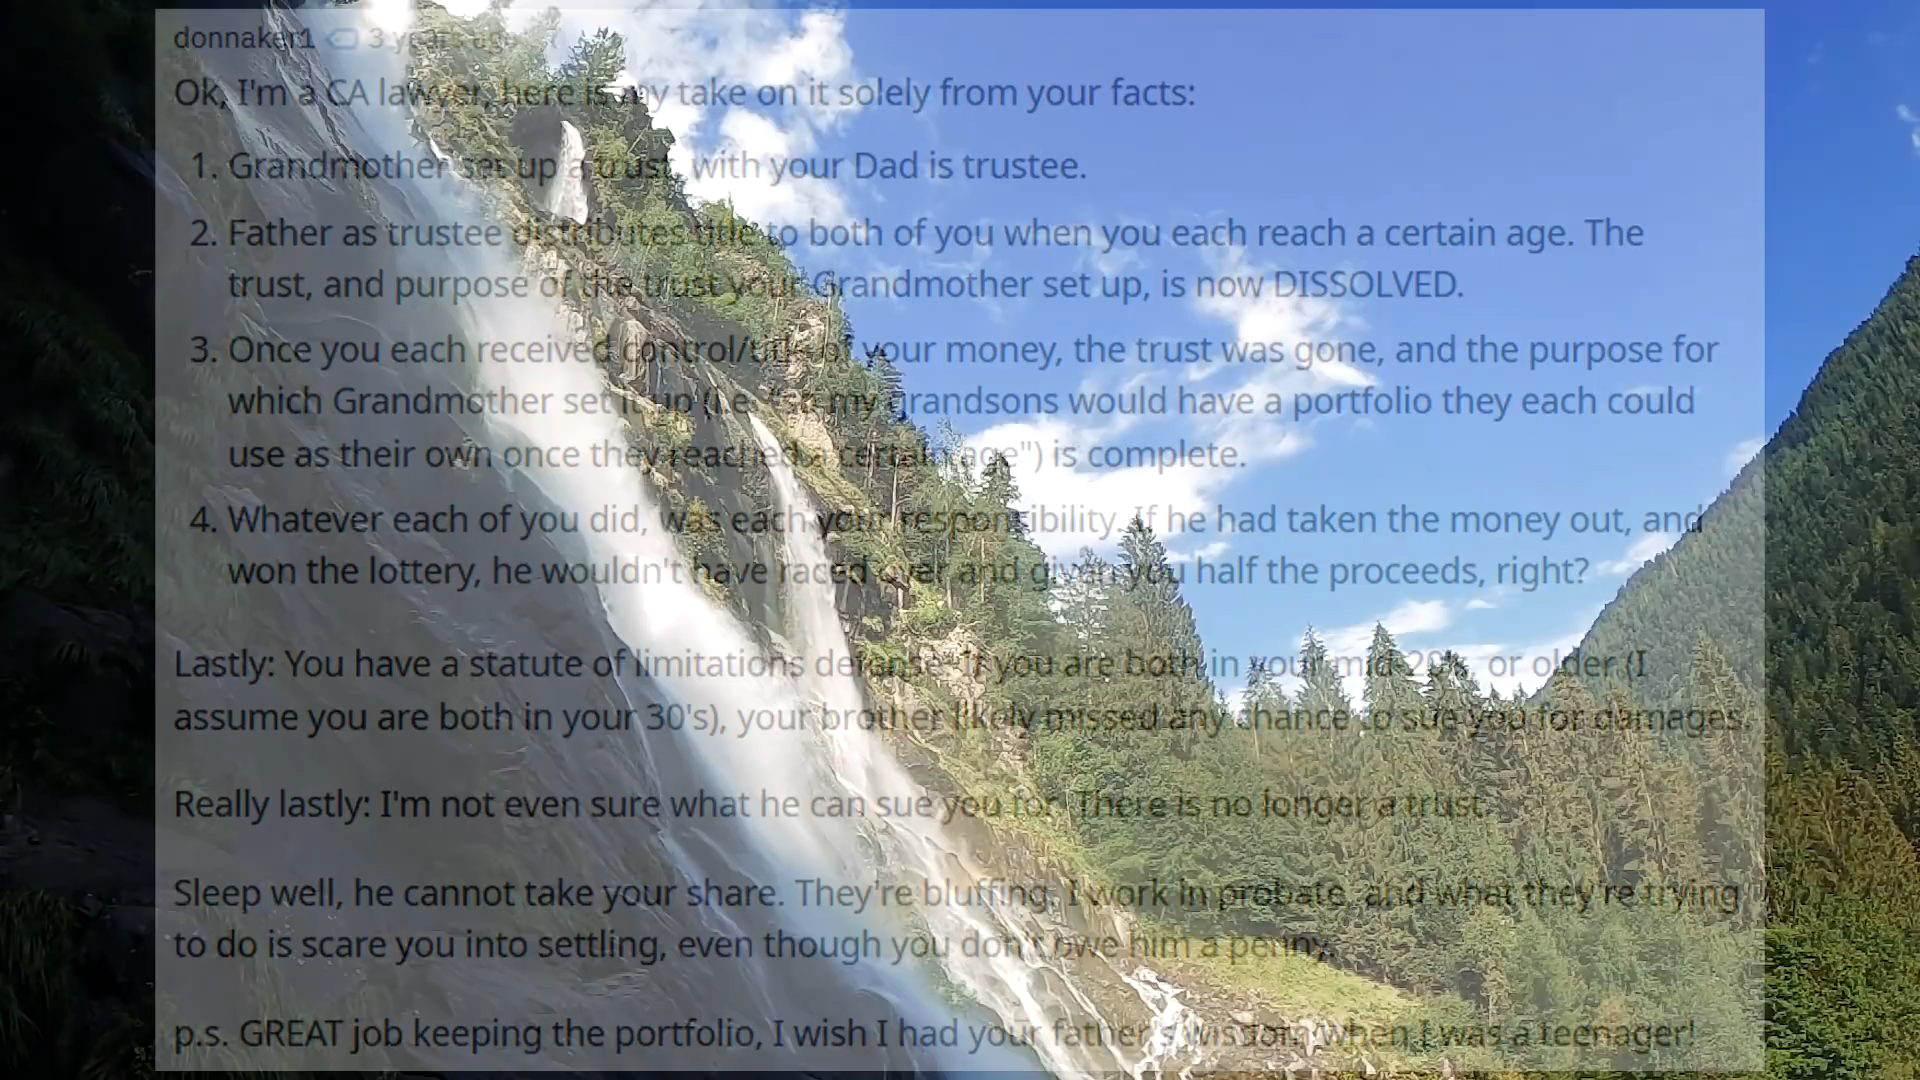 donnaker1 3 years ago
Ok, I'm a CA lawyer, here is my take on it solely from your facts:
1. Grandmother set up a trust, with your Dad is trustee.
2. Father as trustee distributes title to both of you when you each reach a certain age. The
trust, and purpose of the trust your Grandmother set up, is now DISSOLVED.
3. Once you each received control/title of your money, the trust was gone, and the purpose for
which Grandmother set it up (i.e. my grandsons would have a portfolio they each could
use as their own once they reached a certain age") is complete.
4. Whatever each of you did, was each your responsibility. If he had taken the money out, and
won the lottery, he wouldn't have raced over and given you half the proceeds, right?
Lastly: You have a statute of limitations defense. If you are both in your mid-20's, or older (I
assume you are both in your 30's), your brother likely missed any chance to sue you for damages.
Really lastly: I'm not even sure what he can sue you for. There is no longer a trust.
Sleep well, he cannot take your share. They're bluffing. I work in probate, and what they're trying
to do is scare you into settling, even though you don't owe him a penny.
p.s. GREAT job keeping the portfolio, I wish I had your father's wisdom when I was a teenager!